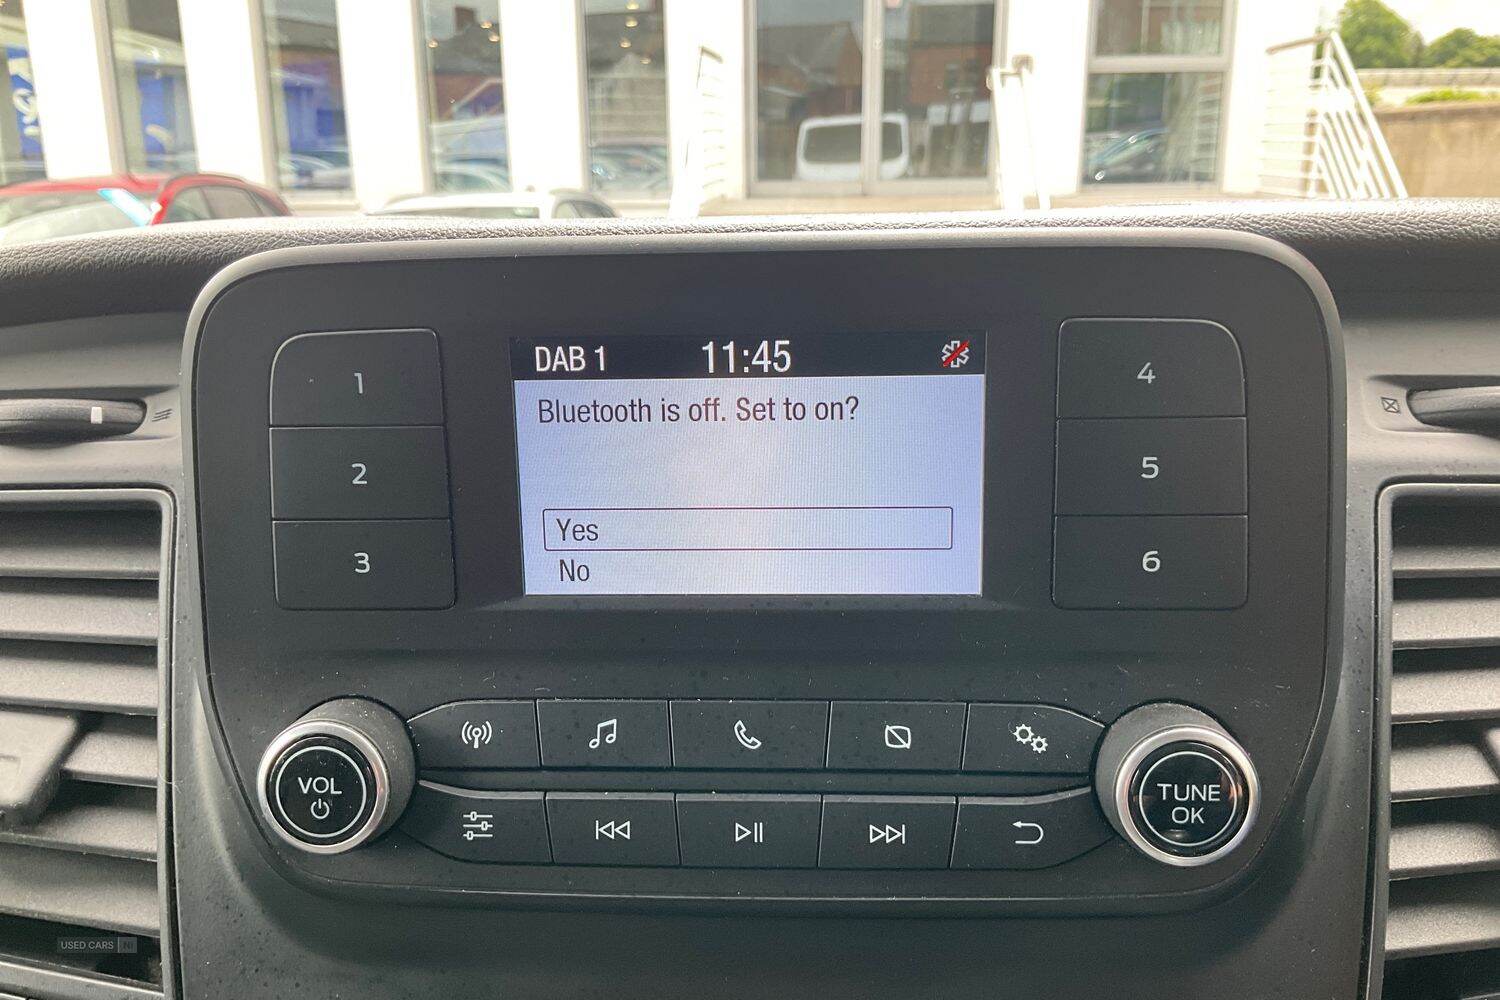 DAB 1 11:45
Bluetooth is off. Set to on?
Yes
No
1
2
3
4
5
6
VOL
TUNE
OK
USED CARS NI